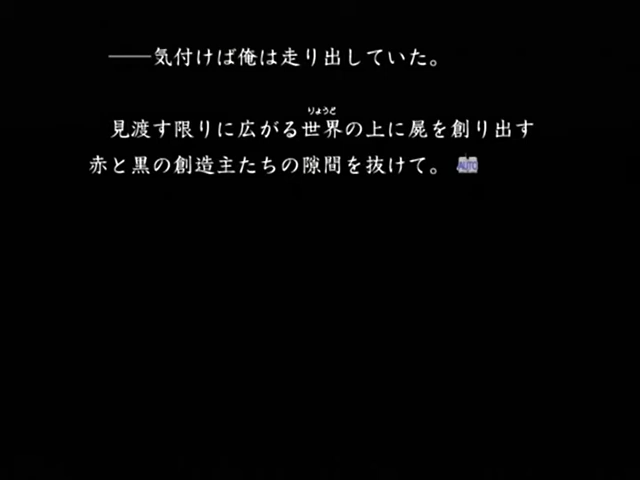 ――気付けば俺は走り出していた。
りょうど
見渡す限りに広がる世界の上に屍を創り出す
赤と黒の創造主たちの隙間を抜けて。 AUTO